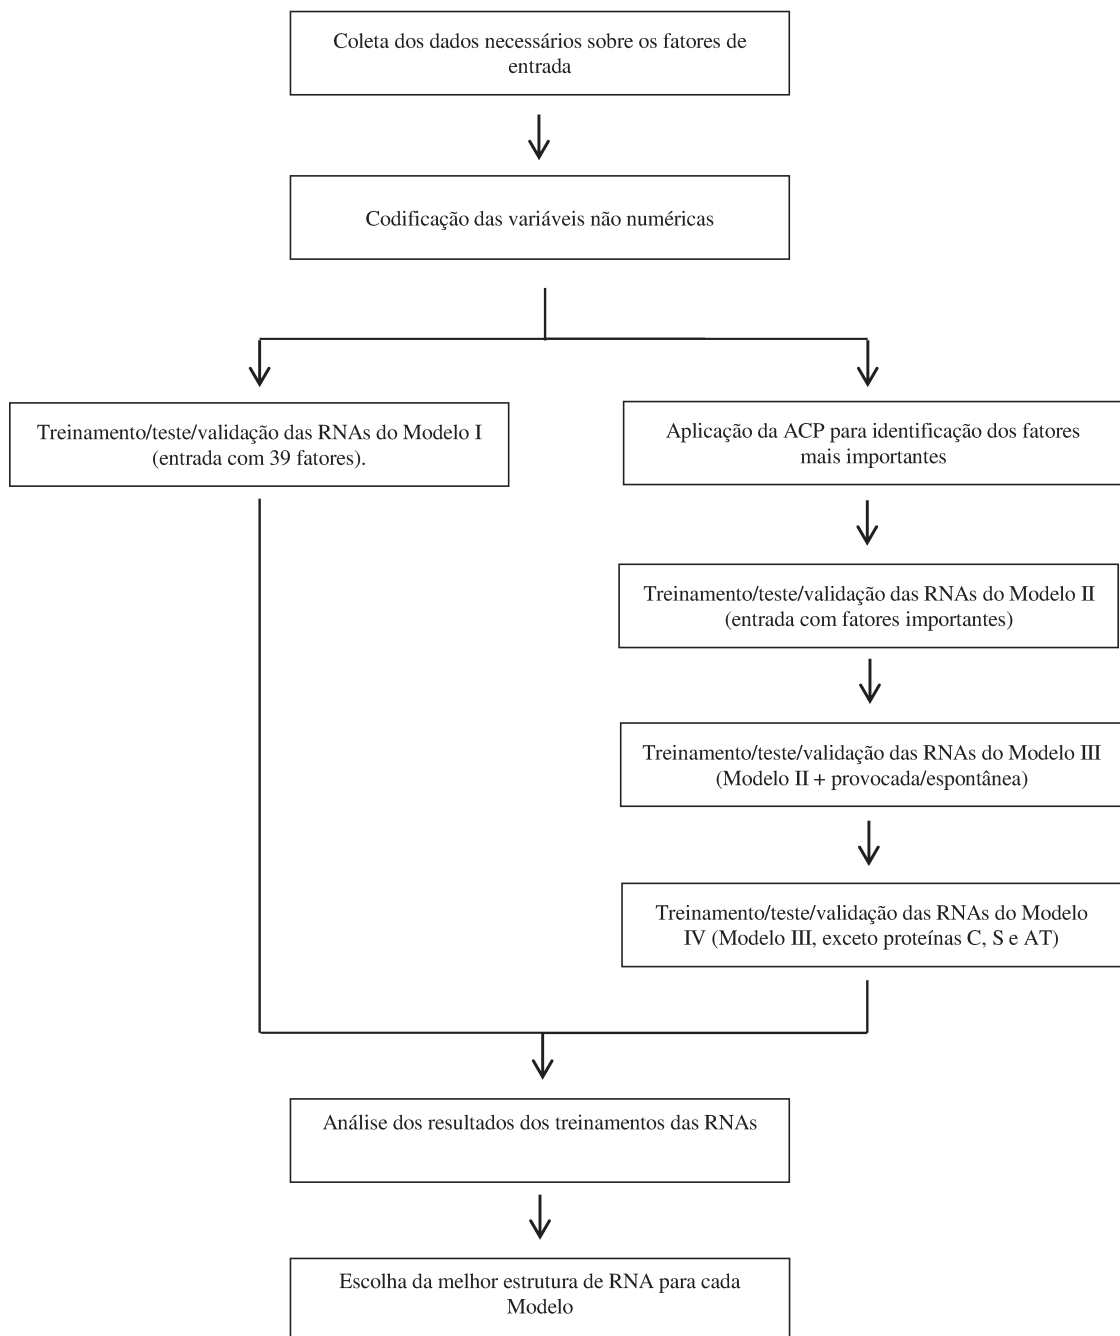 Coleta dos dados necessários sobre os fatores de
entrada
Codificação das variáveis não numéricas
Treinamento/teste/validação das RNAs do Modelo I
(entrada com 39 fatores).
Aplicação da ACP para identificação dos fatores
mais importantes
Treinamento/teste/validação das RNAs do Modelo II
(entrada com fatores importantes)
Treinamento/teste/validação das RNAs do Modelo III
(Modelo II + provocada/espontânea)
Treinamento/teste/validação das RNAs do Modelo
IV (Modelo III, exceto proteínas C, S e AT)
Análise dos resultados dos treinamentos das RNAs
Escolha da melhor estrutura de RNA para cada
Modelo